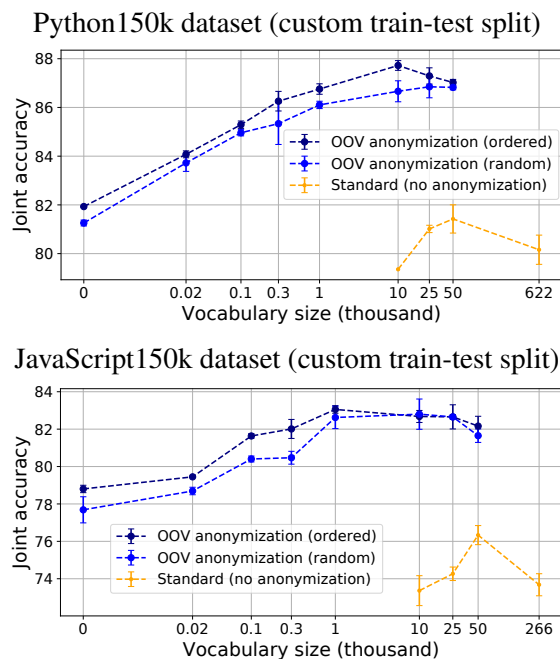 Python150k dataset (custom train-test split)
88
86
84
82
80
Joint accuracy
OOV anonymization (ordered)
OOV anonymization (random)
Standard (no anonymization)
0 0.02 0.1 0.3 1 10 25 50 622
Vocabulary size (thousand)
JavaScript150k dataset (custom train-test split)
84
82
80
78
76
74
Joint accuracy
OOV anonymization (ordered)
OOV anonymization (random)
Standard (no anonymization)
0 0.02 0.1 0.3 1 10 25 50 266
Vocabulary size (thousand)